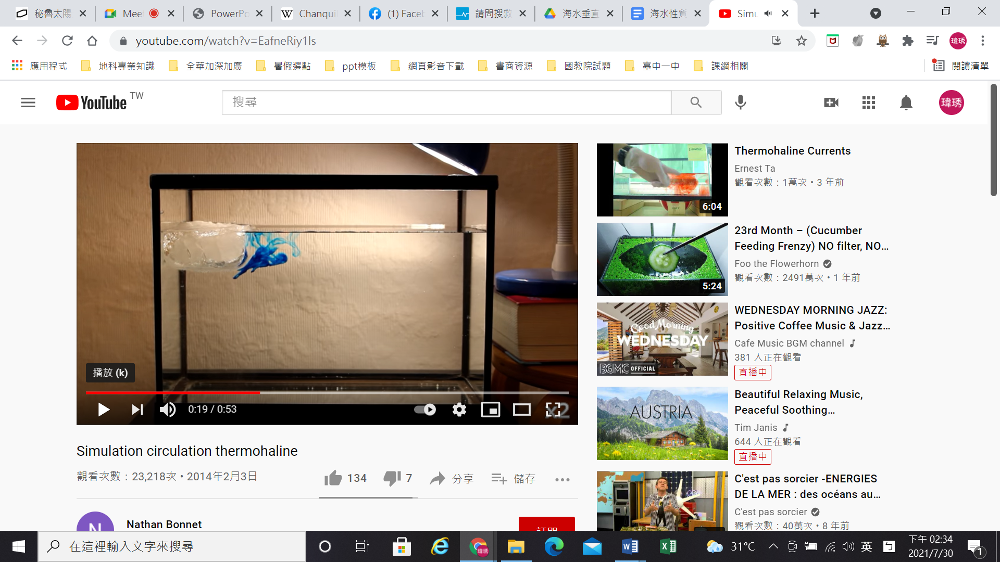 秘魯太陽
Meet
PowerPo
Chanquil
(1) Faceb
請問搜救
海水垂直
海水性質
Simu
youtube.com/watch?v=EafneRiy1ls
瑋琇
應用程式
地科專業知識
全華加深加廣
暑假選點
ppt模板
網頁影音下載
書商資源
國教院試題
臺中一中
課綱相關
閱讀清單
YouTube TW
搜尋
瑋琇
播放 (k)
0:19 / 0:53
x2
Simulation circulation thermohaline
觀看次數：23,218次 • 2014年2月3日
134
7
分享
儲存
N
Nathan Bonnet
訂閱
EQUATOR
6:04
Thermohaline Currents
Ernest Ta
觀看次數：1萬次 • 3 年前
5:24
23rd Month – (Cucumber
Feeding Frenzy) NO filter, NO...
Foo the Flowerhorn
觀看次數：2491萬次 • 1 年前
Good Morning
WEDNESDAY
BGMC OFFICIAL
WEDNESDAY MORNING JAZZ:
Positive Coffee Music & Jazz...
Cafe Music BGM channel
381 人正在觀看
直播中
AUSTRIA
Beautiful Relaxing Music,
Peaceful Soothing...
Tim Janis
644 人正在觀看
直播中
C'est pas sorcier -ENERGIES
DE LA MER : des océans au...
C'est pas sorcier
觀看次數：40萬次 • 8 年前
在這裡輸入文字來搜尋
瑋琇
31°C
英
ㄅ
下午 02:34
2021/7/30
1